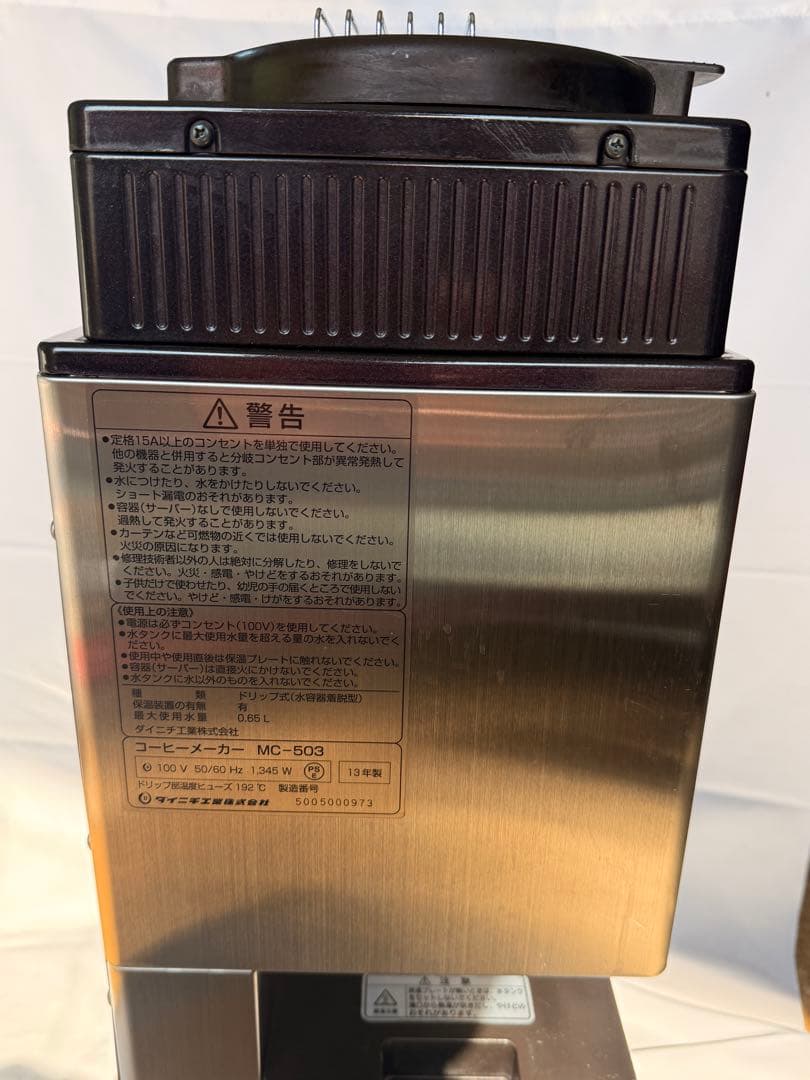 警告
●定格15A以上のコンセントを単独で使用してください。
他の機器と併用すると分岐コンセント部が異常発熱して
発火することがあります。
●水につけたり、水をかけたりしないでください。
ショート漏電のおそれがあります。
●容器(サーバー)なしで使用しないでください。
過熱して発火することがあります。
●カーテンなど可燃物の近くでは使用しないでください。
火災の原因になります。
●修理技術者以外の人は絶対に分解したり、修理をしないで
ください。火災・感電・やけどをするおそれがあります。
●子供だけで使わせたり、幼児の手の届くところで使用しない
でください。やけど・感電・けがをするおそれがあります。
《使用上の注意》
●電源は必ずコンセント(100V)を使用してください。
●水タンクに最大使用水量を超える量の水を入れないでく
ださい。
●使用中や使用直後は保温プレートに触れないでください。
●容器(サーバー)は直接火にかけないでください。
●水タンクに水以外のものを入れないでください。
種類 ドリップ式(水容器着脱型)
保温装置の有無 有
最大使用水量 0.65L
ダイニチ工業株式会社
コーヒーメーカー MC-503
100V 50/60Hz 1,345W PSE 13年製
ドリップ部温度ヒューズ192℃ 製造番号
ダイニチ工業株式会社 5005000973